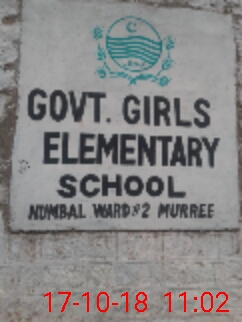 GOVT. GIRLS
ELEMENTARY
SCHOOL
NUMBAL WARD #2 MURREE
17-10-18 11:02